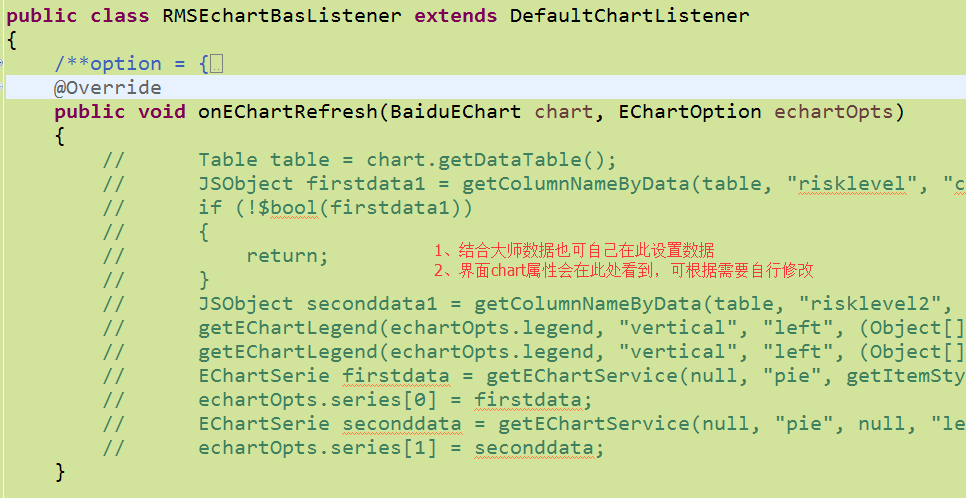 public class RMSEchartBasListener extends DefaultChartListener
{
/**option = {
@Override
public void onEChartRefresh(BaiduEChart chart, EChartOption echartOpts)
{
// Table table = chart.getDataTable();
// JSObject firstdata1 = getColumnNameByData(table, "risklevel", "c
// if (!$bool(firstdata1))
// {
// return;
1、结合大师数据也可自己在此设置数据
2、界面chart属性会在此处看到，可根据需要自行修改
// }
// JSObject seconddata1 = getColumnNameByData(table, "risklevel2",
// getEChartLegend(echartOpts.legend, "vertical", "left", (Object[]
// getEChartLegend(echartOpts.legend, "vertical", "left", (Object[]
// EChartSerie firstdata = getEChartService(null, "pie", getItemSty
// echartOpts.series[0] = firstdata;
// EChartSerie seconddata = getEChartService(null, "pie", null, "le
// echartOpts.series[1] = seconddata;
}